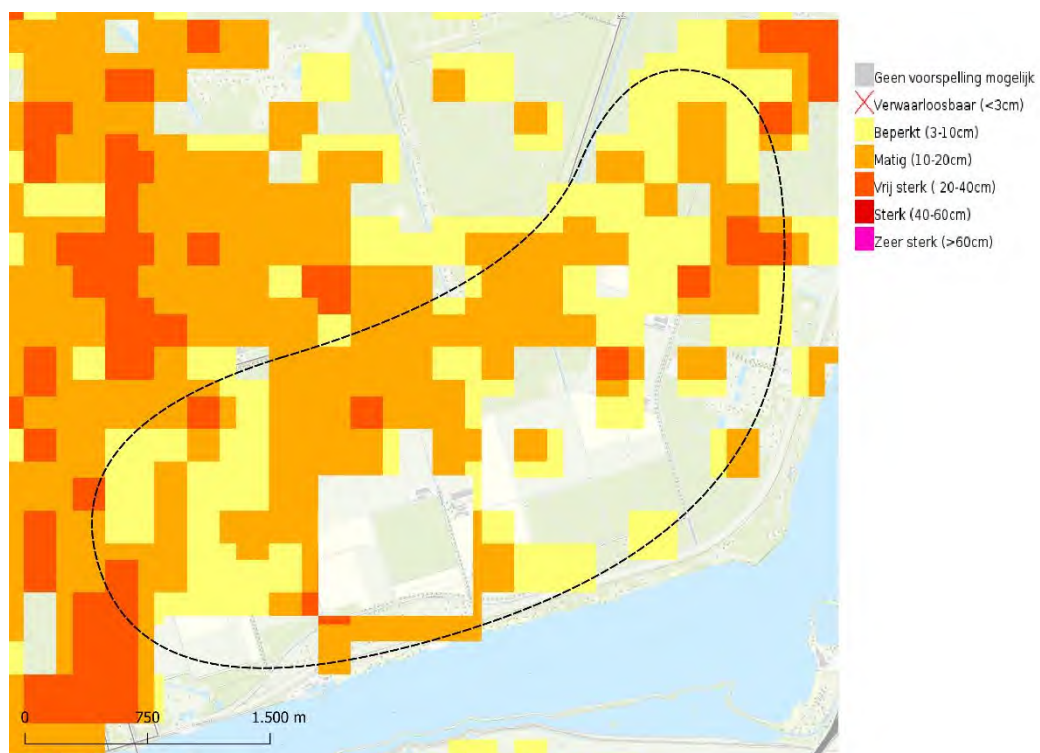 Geen voorspelling mogelijk
Verwaarloosbaar (<3cm)
Beperkt (3-10cm)
Matig (10-20cm)
Vrij sterk ( 20-40cm)
Sterk (40-60cm)
Zeer sterk (>60cm)
0 750 1.500 m